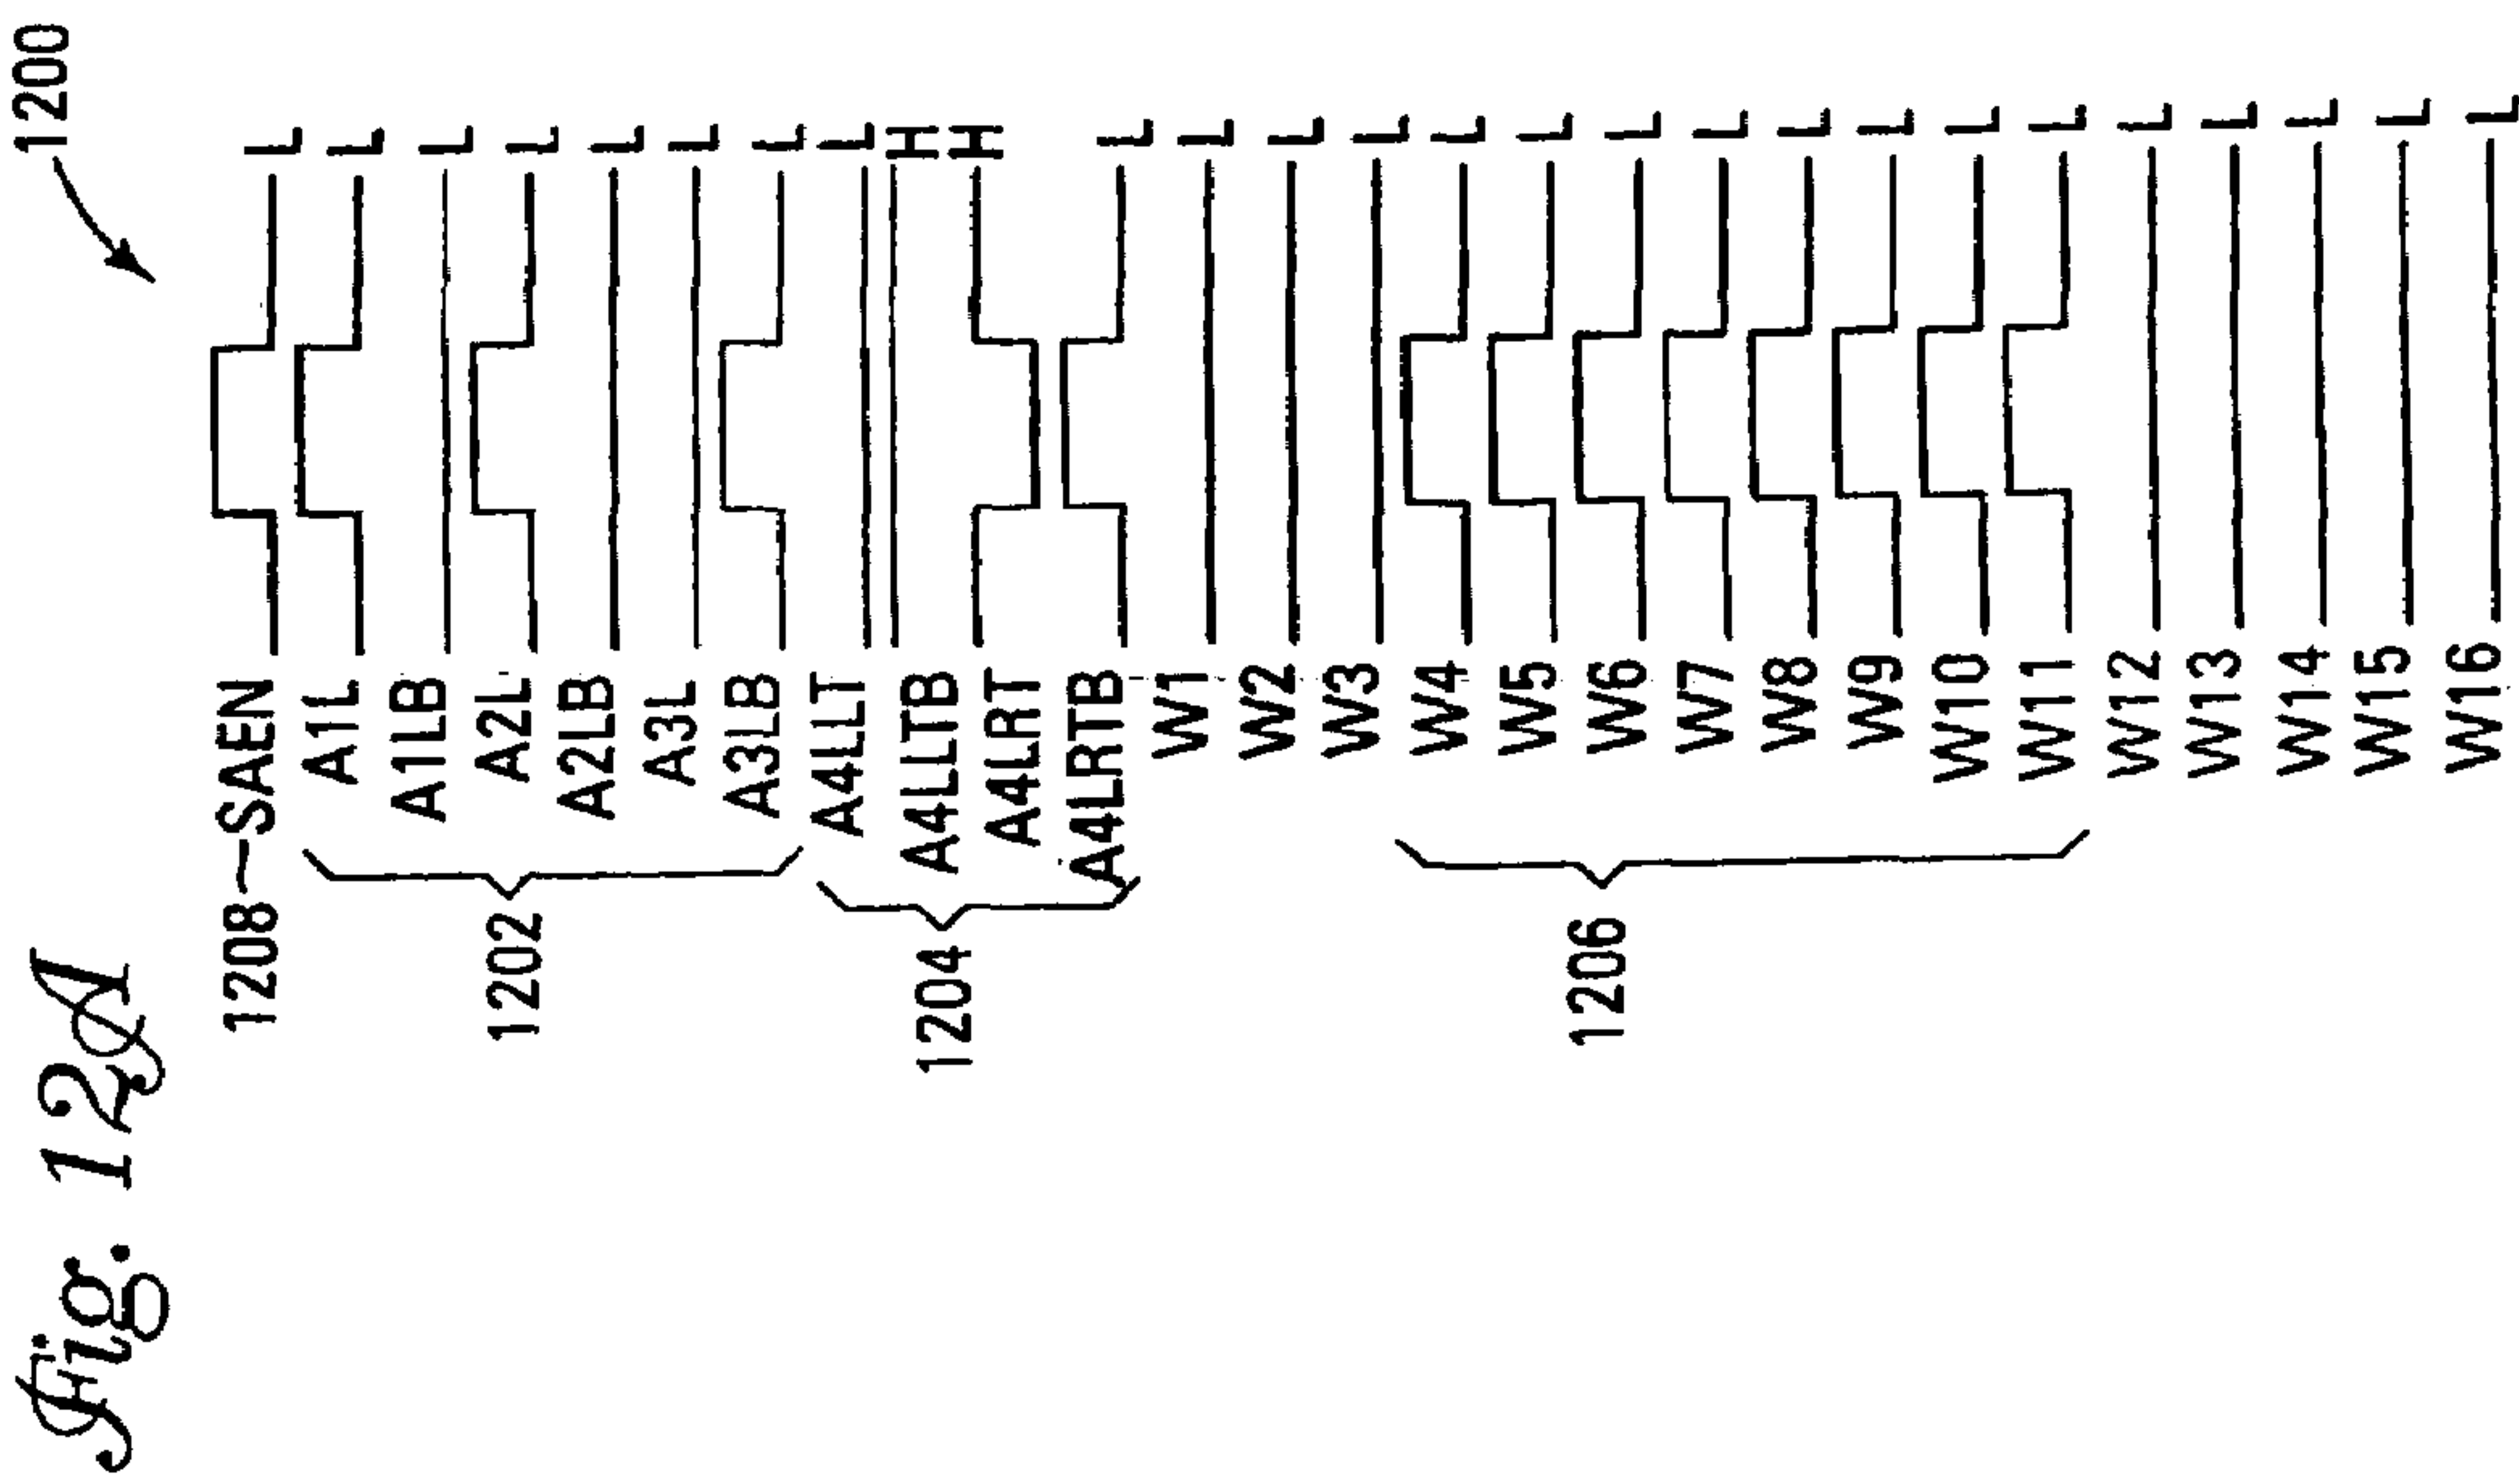 Fig. 12A
1200
1208 SAEN L
1202
A1L L
A1LB L
A2L L
A2LB L
A3L L
A3LB L
1204
A4LLT L
A4LLTB H
A4LRT H
A4LRTB L
W1 L
W2 L
W3 L
1206
W4 L
W5 L
W6 L
W7 L
W8 L
W9 L
W10 L
W11 L
W12 L
W13 L
W14 L
W15 L
W16 L